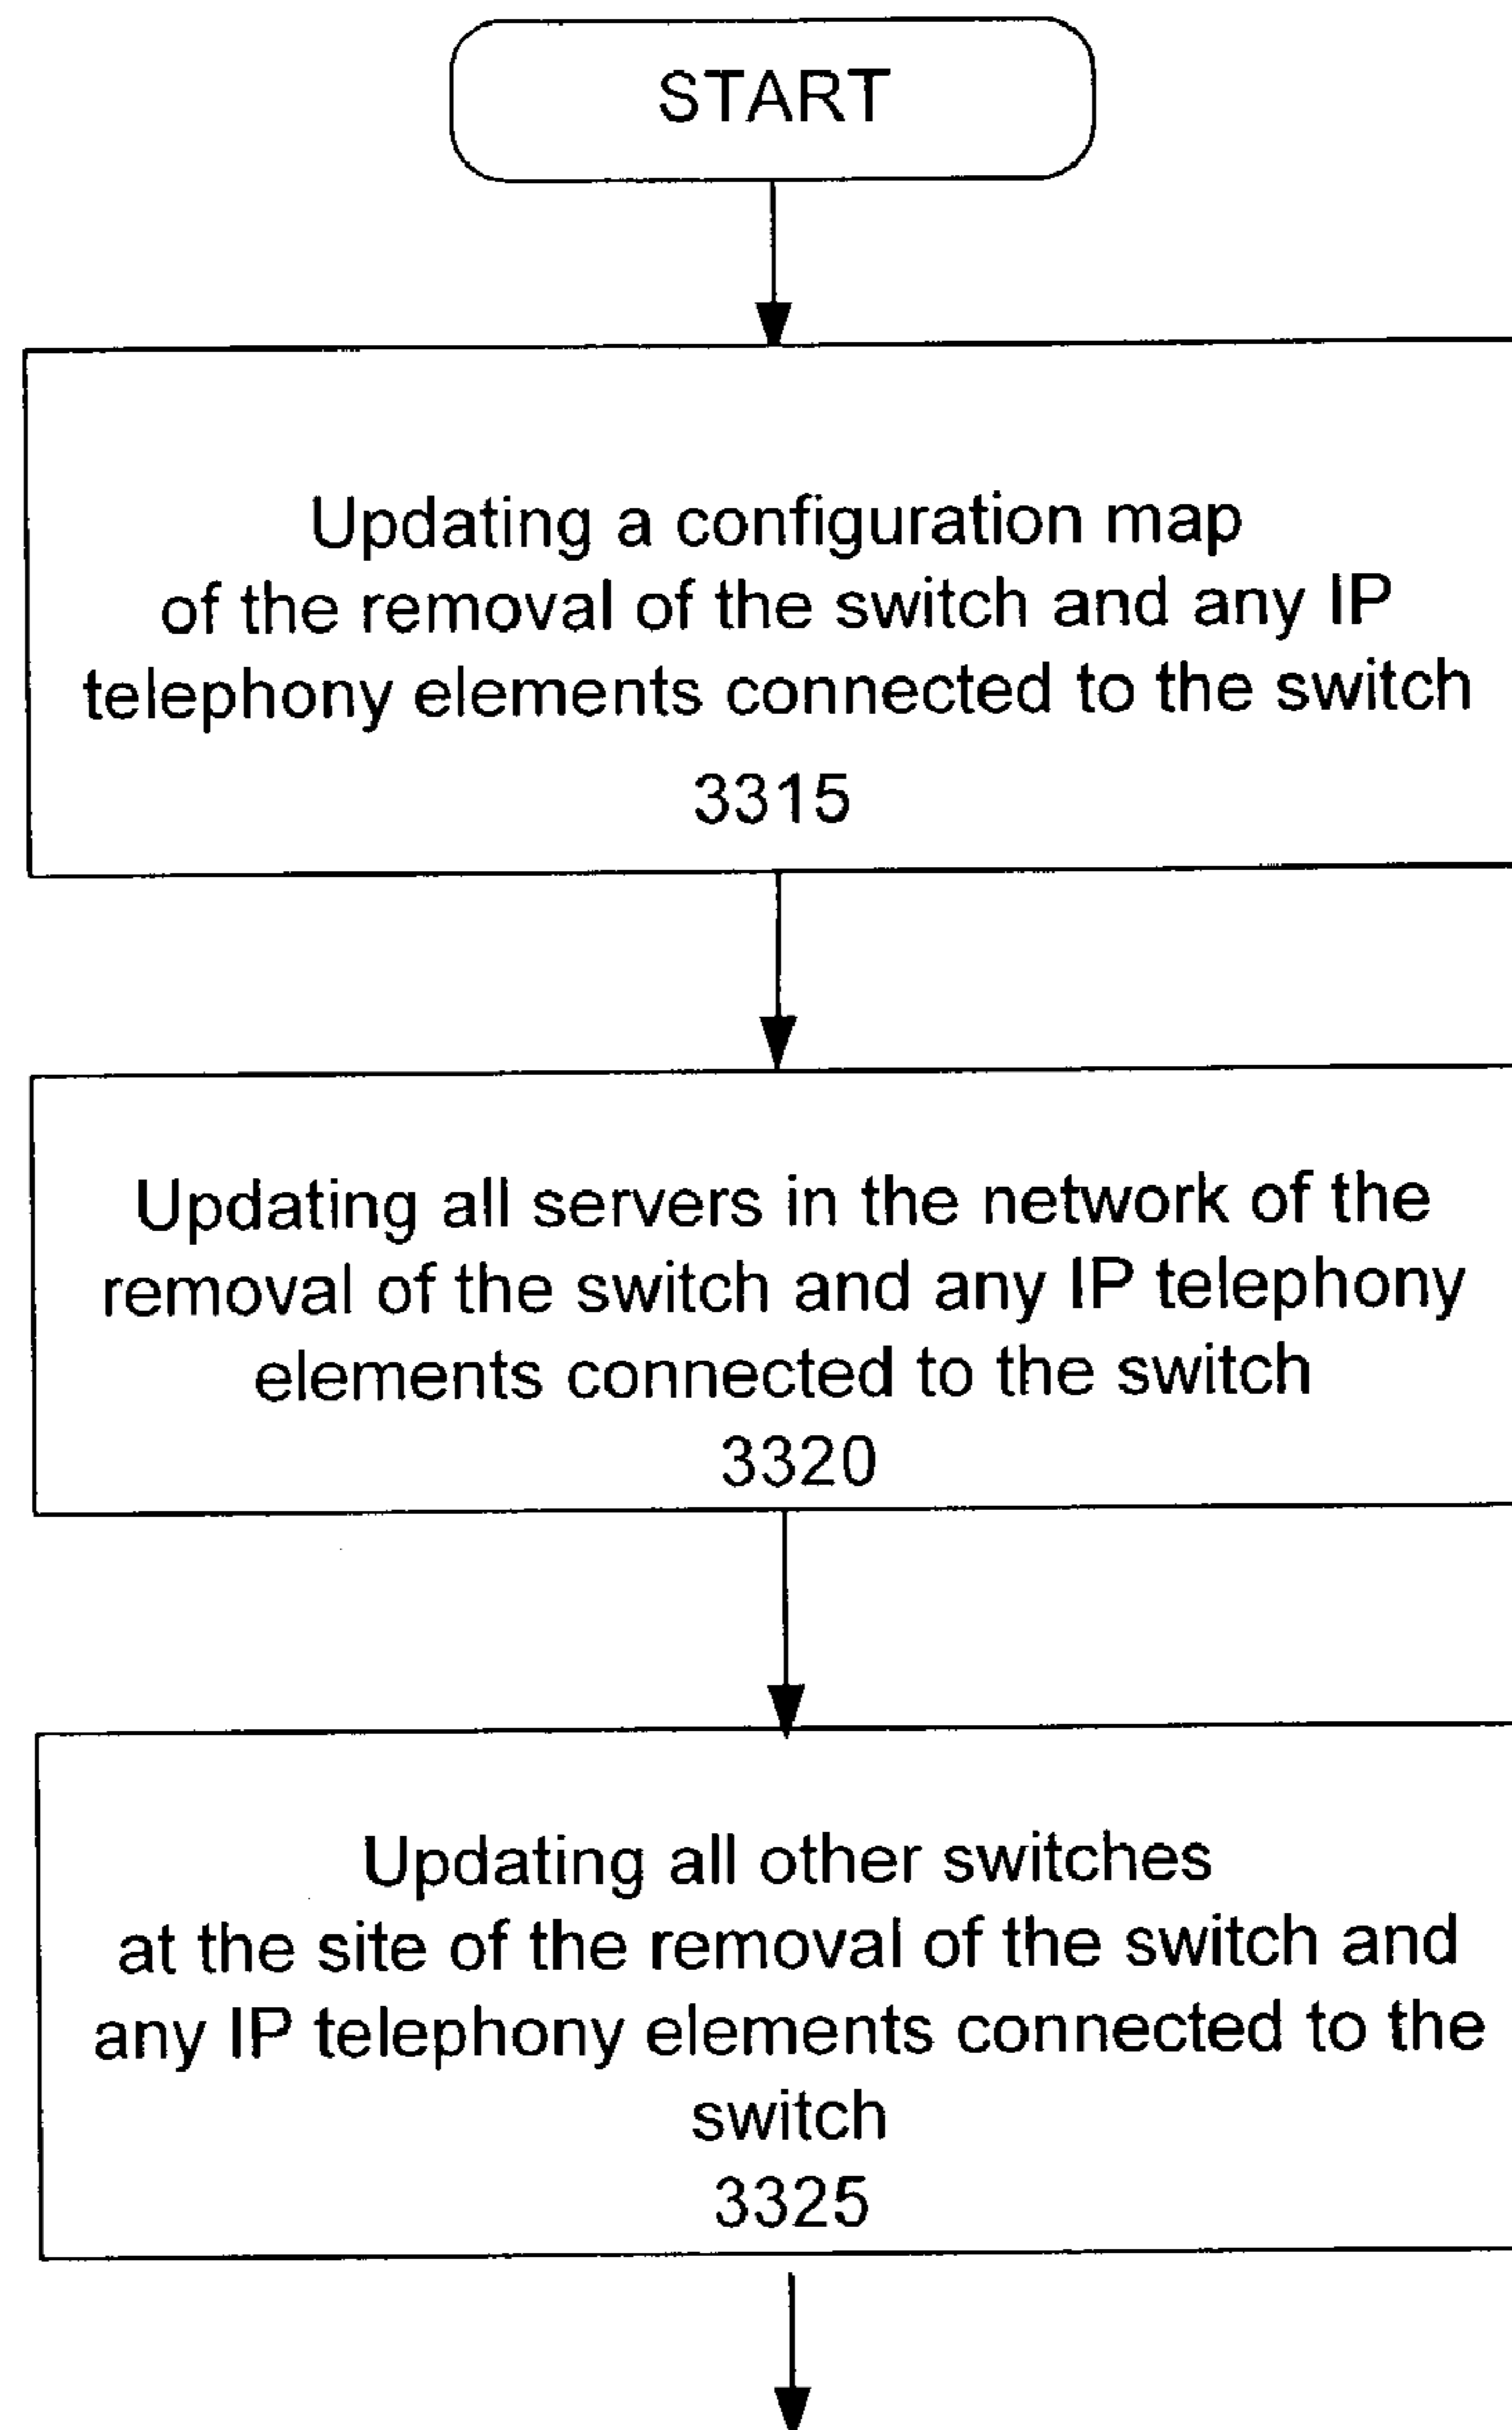 START
Updating a configuration map
of the removal of the switch and any IP
telephony elements connected to the switch
3315
Updating all servers in the network of the
removal of the switch and any IP telephony
elements connected to the switch
3320
Updating all other switches
at the site of the removal of the switch and
any IP telephony elements connected to the
switch
3325